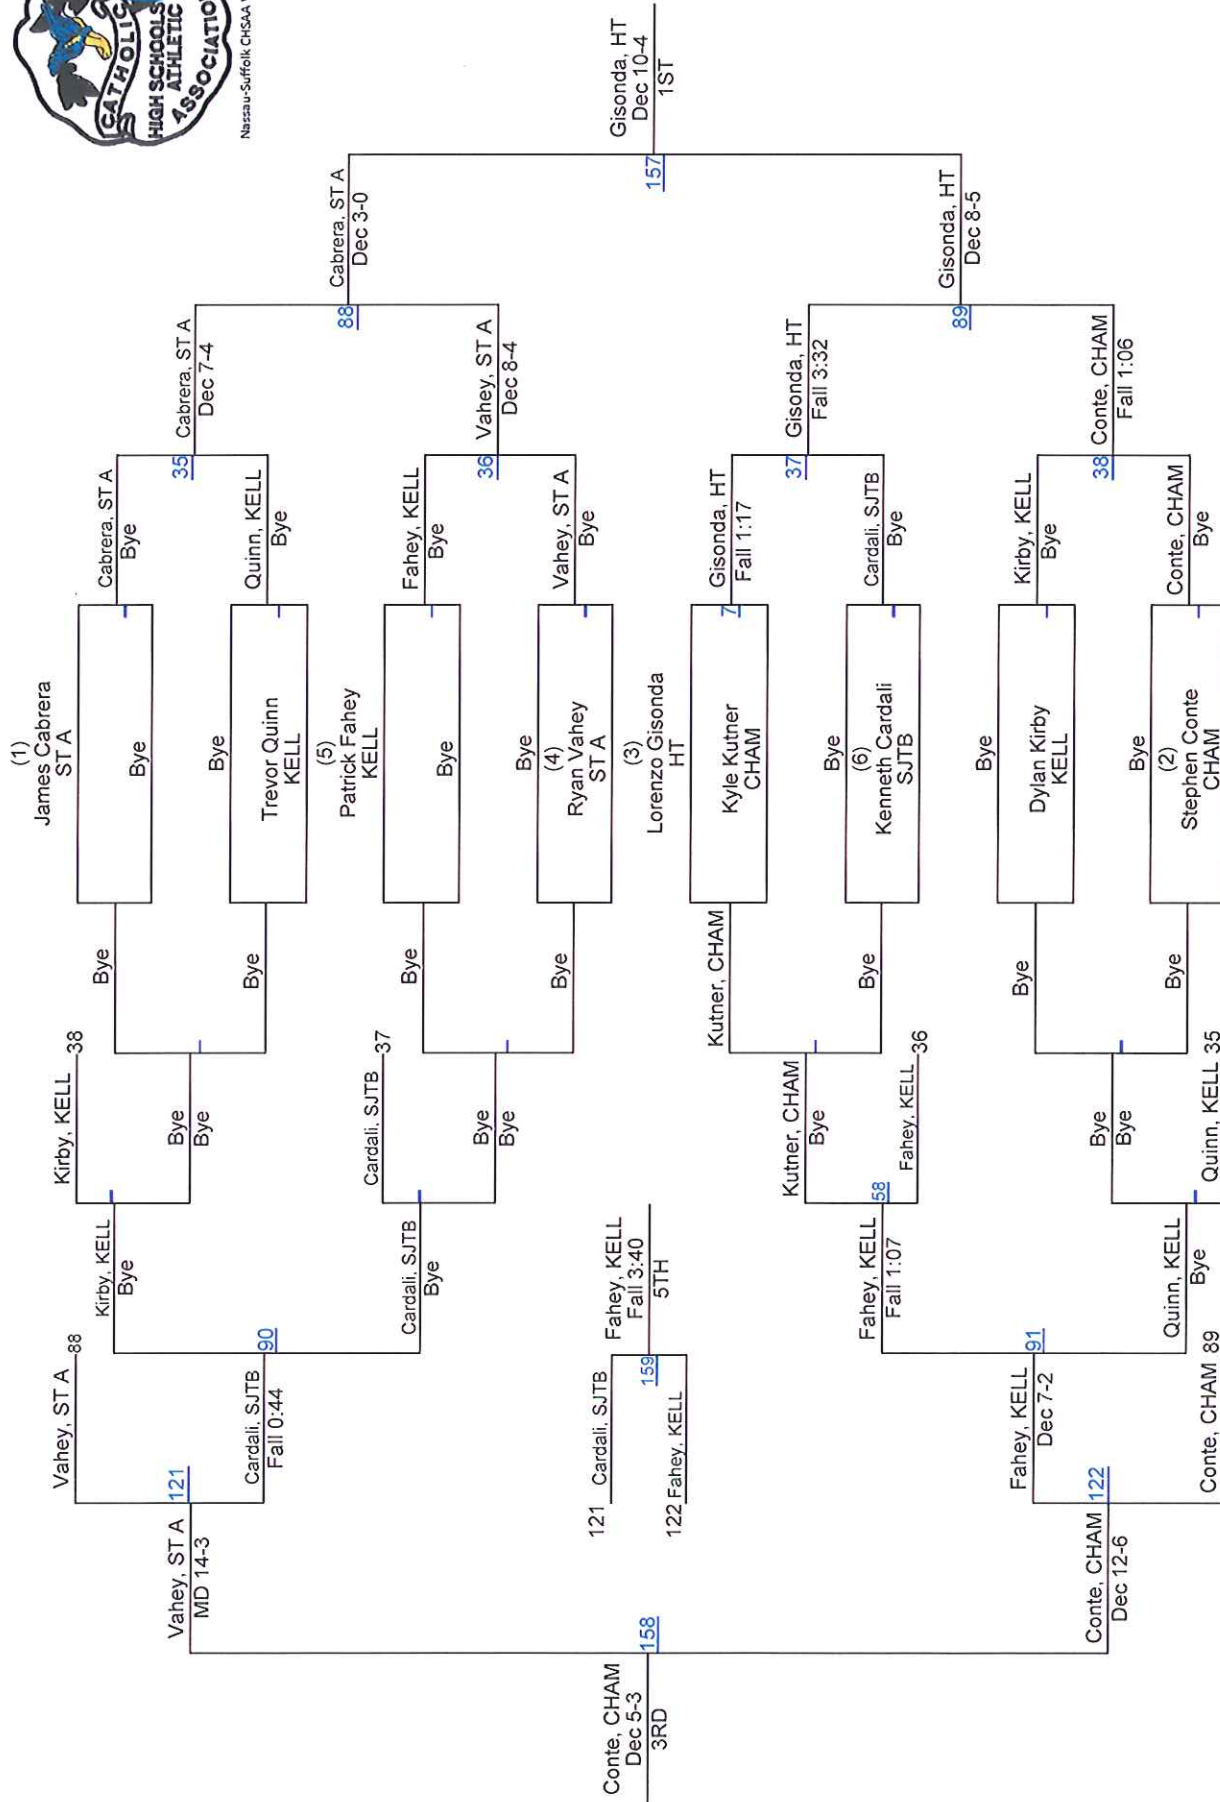 CATHOLIC
HIGH SCHOOLS
ATHLETIC
ASSOCIATIO
Nassau-Suffolk CHSAA
(1)
James Cabrera
ST A
Bye
Cabrera, ST A
Bye
Bye
Trevor Quinn
KELL
Quinn, KELL
Bye
35
Cabrera, ST A
Dec 7-4
(5)
Patrick Fahey
KELL
Bye
Fahey, KELL
Bye
Bye
(4)
Ryan Vahey
ST A
Vahey, ST A
Bye
36
Vahey, ST A
Dec 8-4
88
Cabrera, ST A
Dec 3-0
(3)
Lorenzo Gisonda
HT
Kyle Kutner
CHAM
7
Gisonda, HT
Fall 1:17
Bye
(6)
Kenneth Cardali
SJTB
Cardali, SJTB
Bye
37
Gisonda, HT
Fall 3:32
Bye
Dylan Kirby
KELL
Kirby, KELL
Bye
Bye
(2)
Stephen Conte
CHAM
Conte, CHAM
Bye
38
Conte, CHAM
Fall 1:06
89
Gisonda, HT
Dec 8-5
157
Gisonda, HT
Dec 10-4
1ST
Bye
Bye
Kirby, KELL 38
Bye
Bye
Kirby, KELL
Bye
Bye
Bye
Cardali, SJTB 37
Bye
Bye
Cardali, SJTB
Bye
90
Vahey, ST A 88
Cardali, SJTB
Fall 0:44
121
Vahey, ST A
MD 14-3
121 Cardali, SJTB
122 Fahey, KELL
159
Fahey, KELL
Fall 3:40
5TH
Kutner, CHAM
Bye
Kutner, CHAM
Bye
Fahey, KELL 36
58
Fahey, KELL
Fall 1:07
Bye
Bye
Bye
Bye
Quinn, KELL 35
Quinn, KELL
Bye
91
Fahey, KELL
Dec 7-2
Conte, CHAM 89
122
Conte, CHAM
Dec 12-6
158
Conte, CHAM
Dec 5-3
3RD